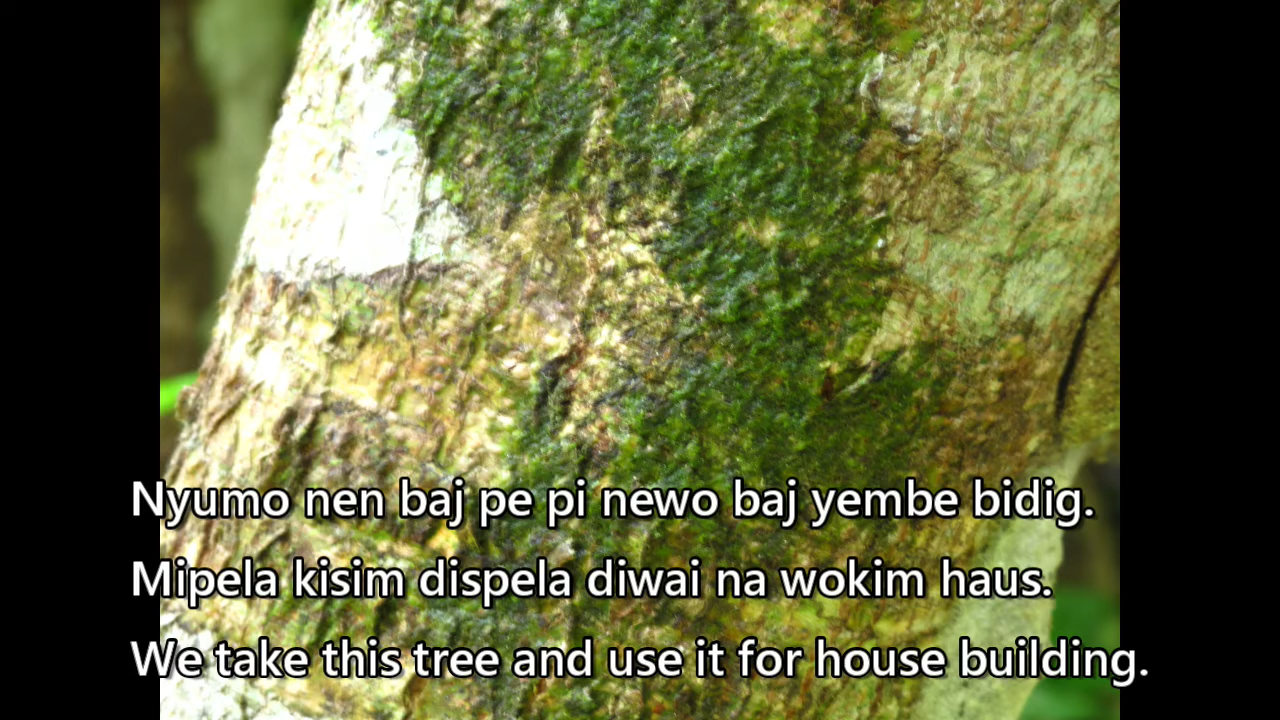 Nyumo nen baj pe pi newo baj yembe bidig.
Mipela kisim dispela diwai na wokim haus.
We take this tree and use it for house building.